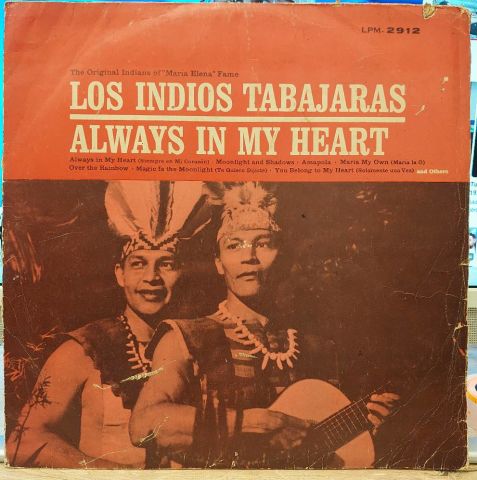 LPM-2912
The Original Indians of "Maria Elena" Fame
LOS INDIOS TABAJARAS
ALWAYS IN MY HEART
Always in My Heart (Siempre en Mi Corazón) · Moonlight and Shadows · Amapola · Maria My Own (Maria la O)
Over the Rainbow · Magic Is the Moonlight (Te Quiero Dijiste) · You Belong to My Heart (Solamente una Vez) and Others